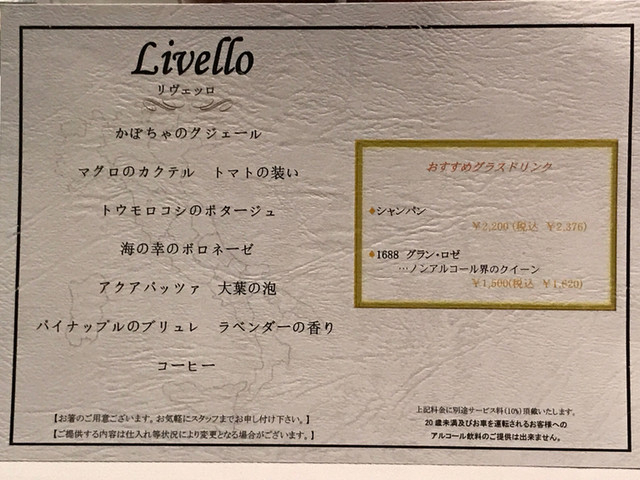 Livello
リヴェッロ
かぼちゃのグジェール
マグロのカクテル トマトの装い
トウモロコシのポタージュ
海の幸のボロネーゼ
アクアパッツァ 大葉の泡
パイナップルのブリュレ ラベンダーの香り
コーヒー
【お箸のご用意ございます。お気軽にスタッフまでお申し付け下さい。】
【ご提供する内容は仕入れ等状況により変更となる場合がございます。】
おすすめグラスドリンク
◆シャンパン
¥2,200(税込 ¥2,376)
◆1688 グラン・ロゼ
…ノンアルコール界のクイーン
¥1,500(税込 ¥1,620)
上記料金に別途サービス料(10%)頂戴いたします。
20歳未満及びお車を運転されるお客様への
アルコール飲料のご提供は出来ません。